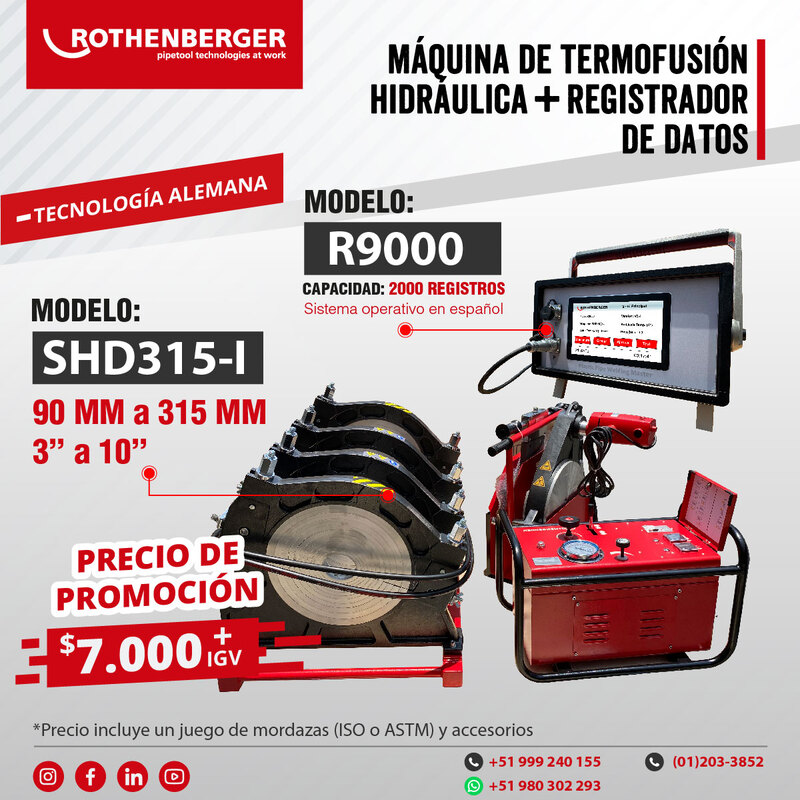 ROTHENBERGER
pipetool technologies at work
MÁQUINA DE TERMOFUSIÓN
HIDRÁULICA + REGISTRADOR
DE DATOS
TECNOLOGÍA ALEMANA
MODELO:
R9000
CAPACIDAD: 2000 REGISTROS
Sistema operativo en español
MODELO:
SHD315-I
90 MM a 315 MM
3” a 10”
PRECIO DE
PROMOCIÓN
$7.000 + IGV
*Precio incluye un juego de mordazas (ISO o ASTM) y accesorios
+51 999 240 155
(01)203-3852
+51 980 302 293